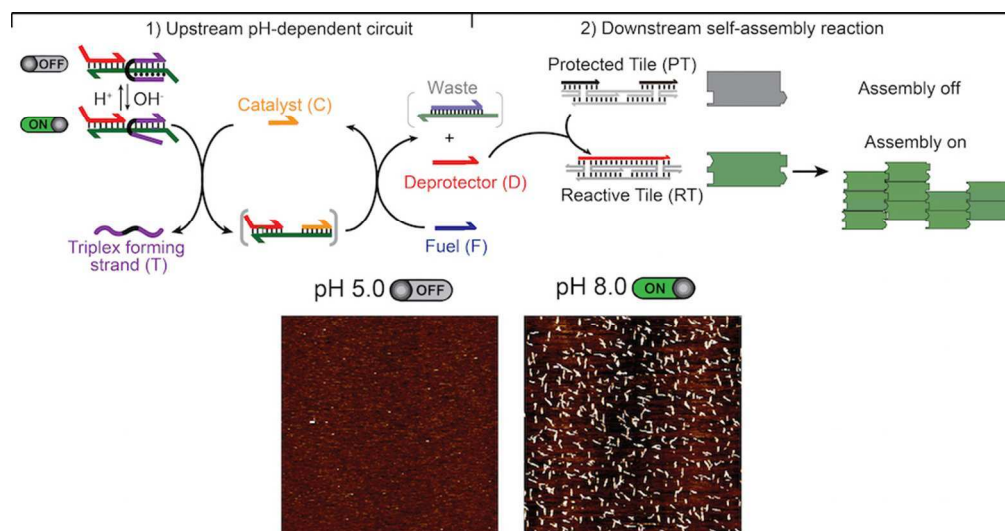 1) Upstream pH-dependent circuit
2) Downstream self-assembly reaction
OFF
H⁺
OH⁻
ON
Catalyst (C)
Triplex forming
strand (T)
Waste
+
Deprotector (D)
Fuel (F)
Protected Tile (PT)
Reactive Tile (RT)
Assembly off
Assembly on
pH 5.0 OFF
pH 8.0 ON